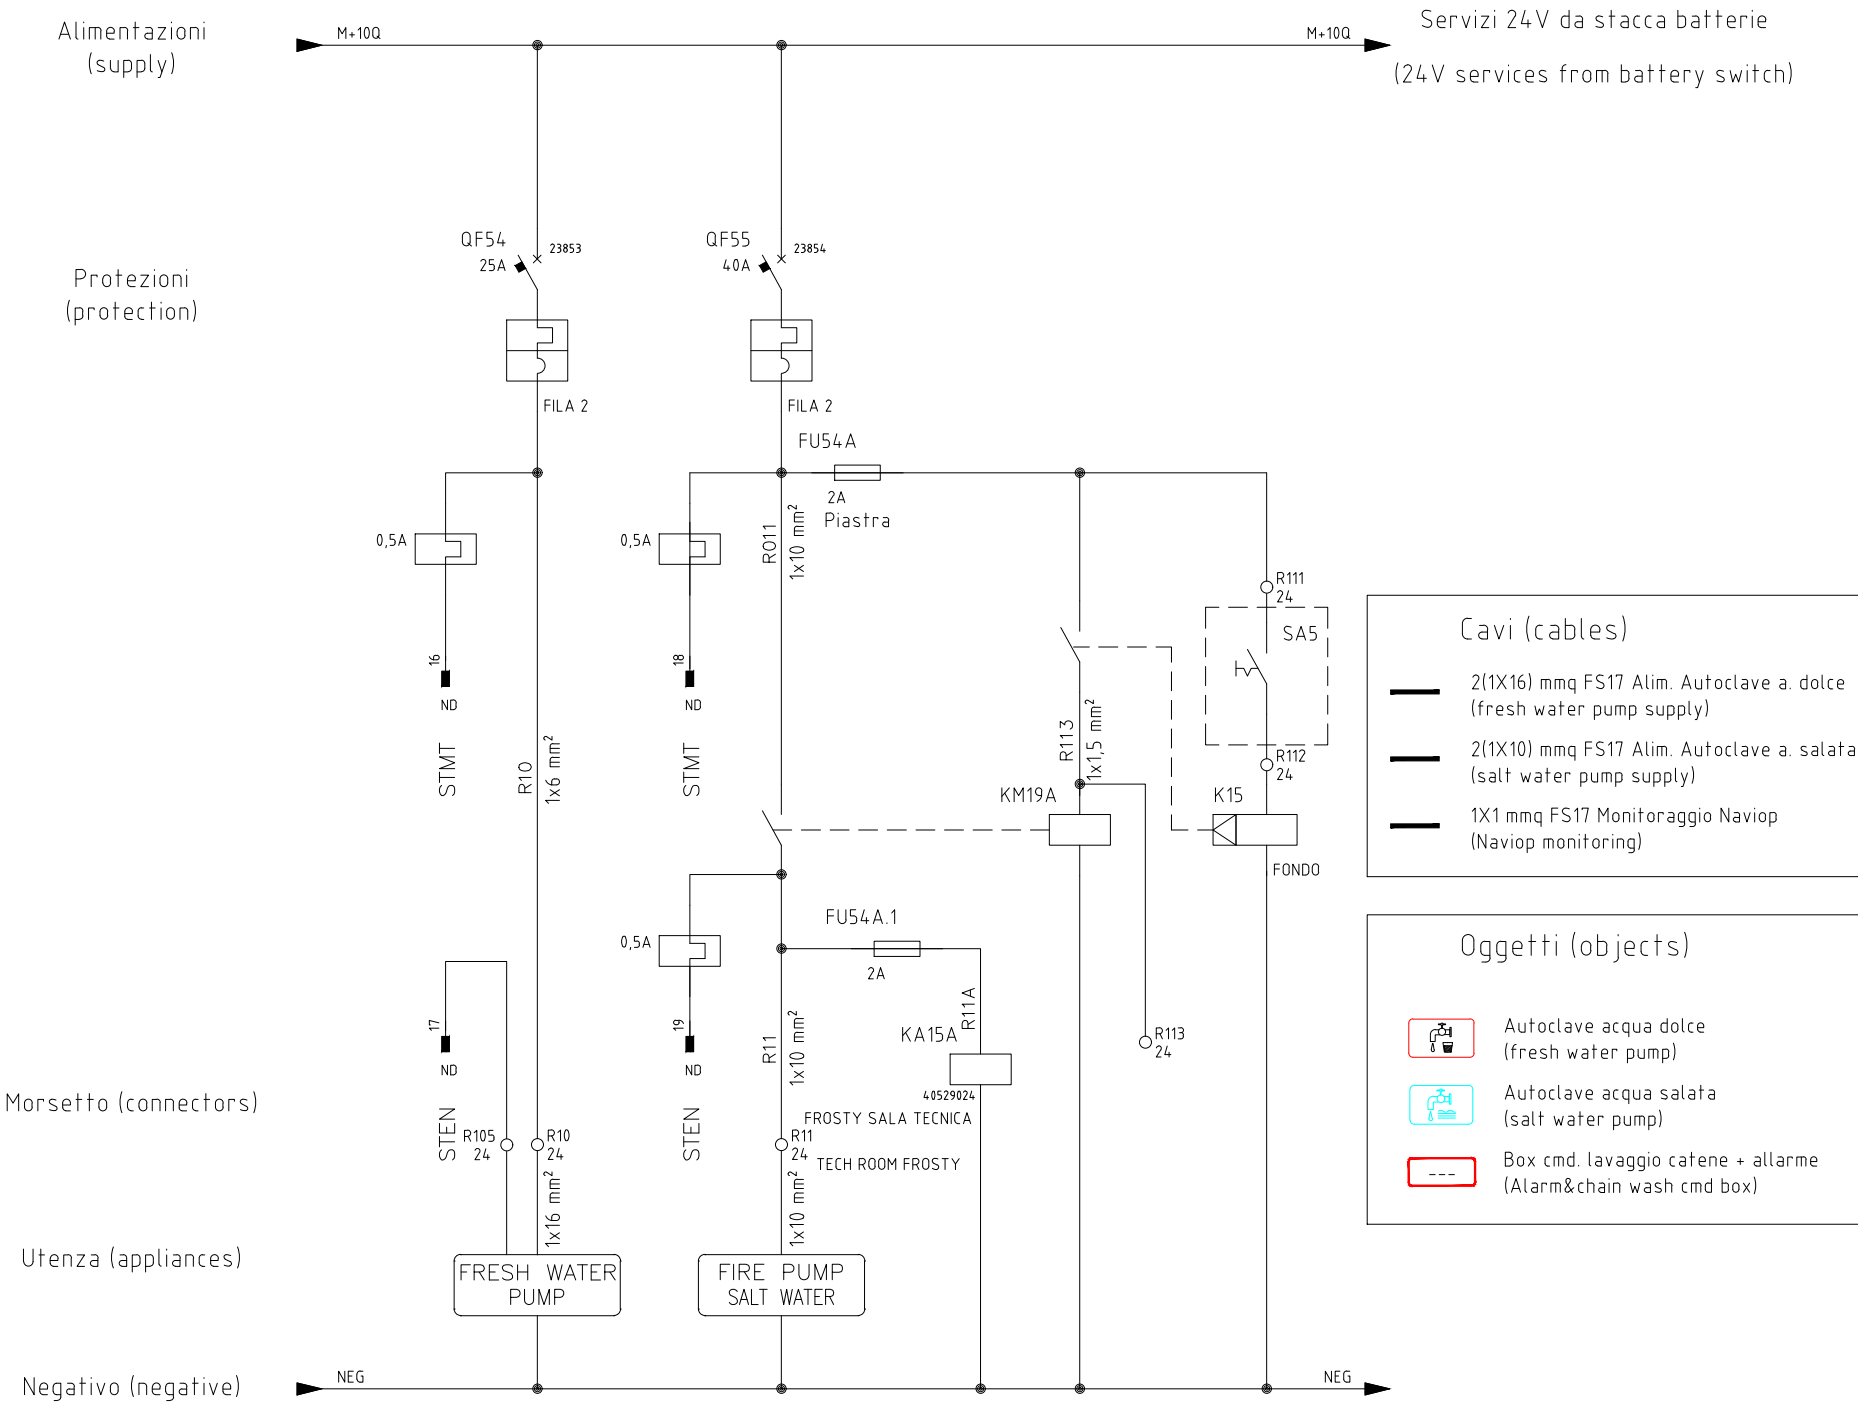 Alimentazioni
(supply)
M+10Q
M+10Q
Servizi 24V da stacca batterie
(24V services from battery switch)
Protezioni
(protection)
QF54
25A
23853
FILA 2
QF55
40A
23854
FILA 2
FU54A
2A
Piastra
0,5A
16
ND
STMT
R10
1x6 mm²
0,5A
18
ND
STMT
R011
1x10 mm²
R113
1x1,5 mm²
R111
24
SA5
R112
24
KM19A
K15
FONDO
FU54A.1
2A
0,5A
17
ND
STEN
19
ND
STEN
R11
1x10 mm²
R11A
KA15A
40529024
FROSTY SALA TECNICA
TECH ROOM FROSTY
R113
24
Morsetto (connectors)
R105
24
R10
24
R11
24
1x16 mm²
1x10 mm²
Utenza (appliances)
FRESH WATER
PUMP
FIRE PUMP
SALT WATER
Negativo (negative)
NEG
NEG
Cavi (cables)
2(1X16) mmq FS17 Alim. Autoclave a. dolce
(fresh water pump supply)
2(1X10) mmq FS17 Alim. Autoclave a. salata
(salt water pump supply)
1X1 mmq FS17 Monitoraggio Naviop
(Naviop monitoring)
Oggetti (objects)
Autoclave acqua dolce
(fresh water pump)
Autoclave acqua salata
(salt water pump)
---
Box cmd. lavaggio catene + allarme
(Alarm&chain wash cmd box)